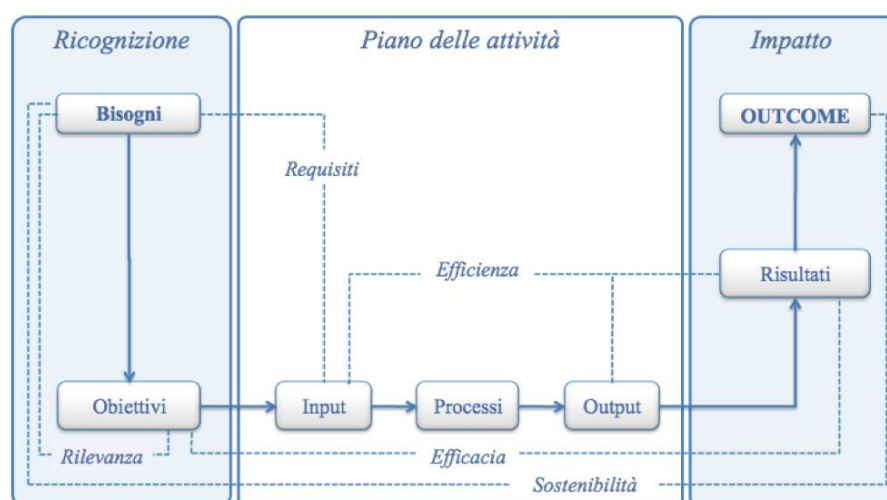 Ricognizione
Piano delle attività
Impatto
Bisogni
OUTCOME
Requisiti
Efficienza
Risultati
Obiettivi
Input
Processi
Output
Rilevanza
Efficacia
Sostenibilità